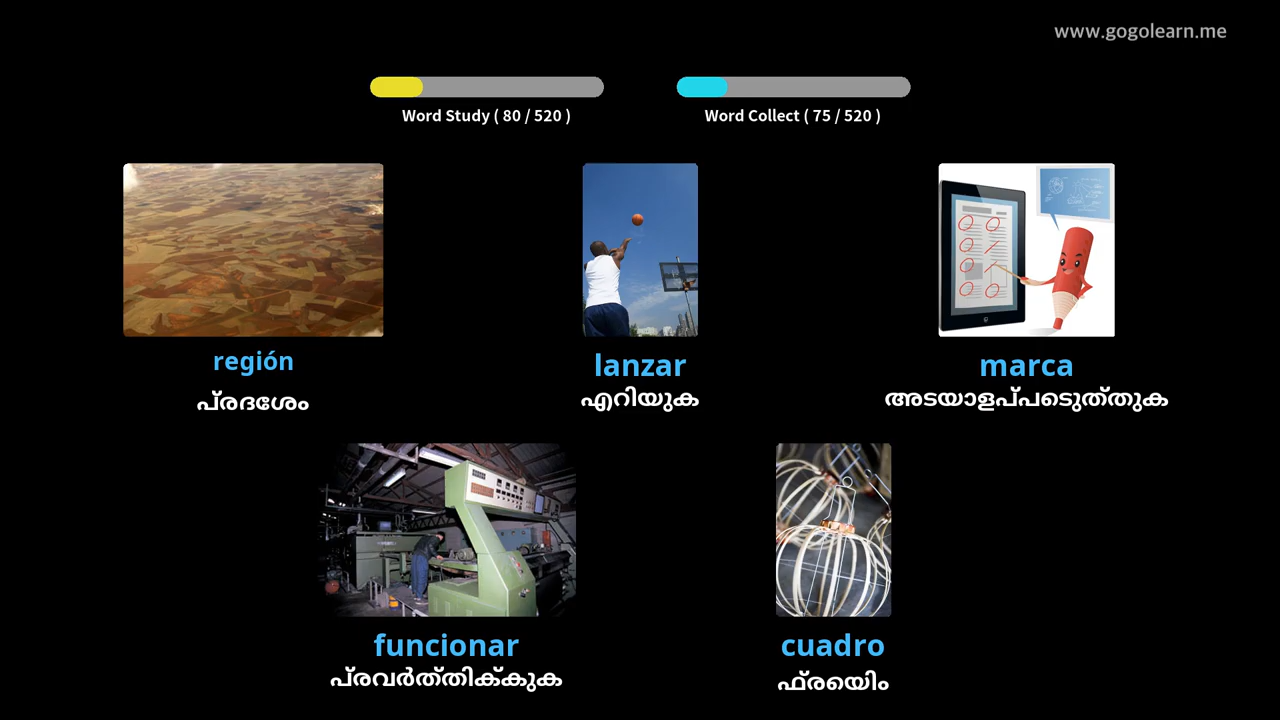 www.gogolearn.me
Word Study ( 80 / 520 )
Word Collect ( 75 / 520 )
región
lanzar
marca
പ്രദേശം
എറിയുക
അടയാളപ്പെടുത്തുക
funcionar
cuadro
പ്രവർത്തിക്കുക
ഫ്രെയിം